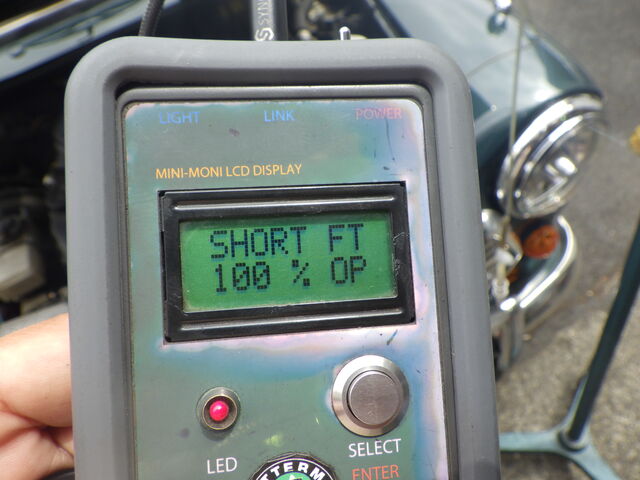 LIGHT LINK POWER
MINI-MONI LCD DISPLAY
SHORT FT
100 % OP
LED
SELECT
ENTER